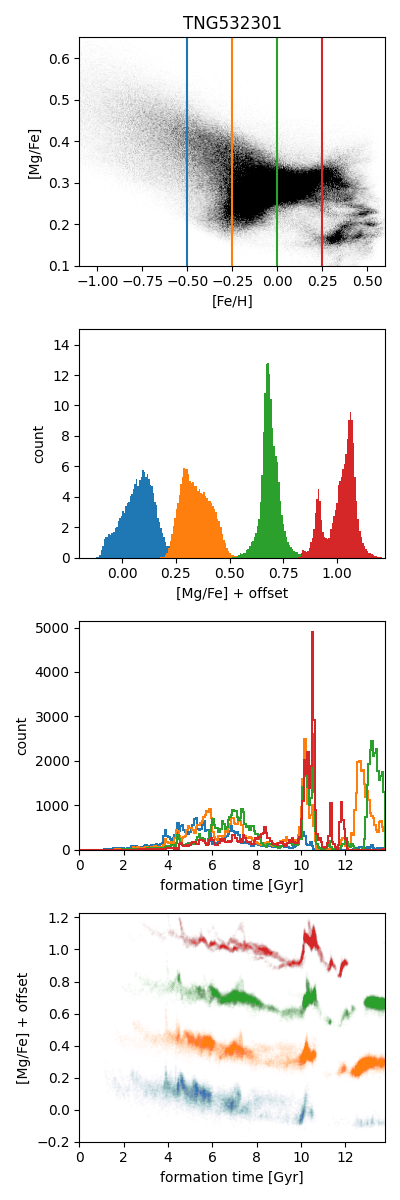 TNG532301
0.6
0.5
[Mg/Fe]
0.4
0.3
0.2
0.1
−1.00 −0.75 −0.50 −0.25 0.00 0.25 0.50
[Fe/H]
14
12
10
count
8
6
4
2
0
0.00 0.25 0.50 0.75 1.00
[Mg/Fe] + offset
5000
4000
3000
count
2000
1000
0
0 2 4 6 8 10 12
formation time [Gyr]
1.2
1.0
0.8
0.6
[Mg/Fe] + offset
0.4
0.2
0.0
−0.2
0 2 4 6 8 10 12
formation time [Gyr]